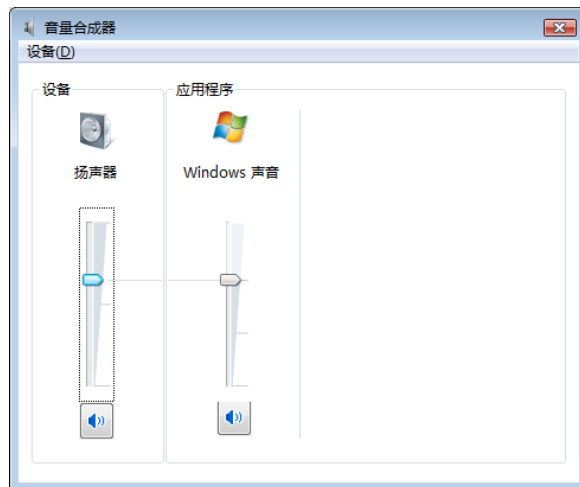 音量合成器
设备(D)
设备
应用程序
扬声器
Windows 声音